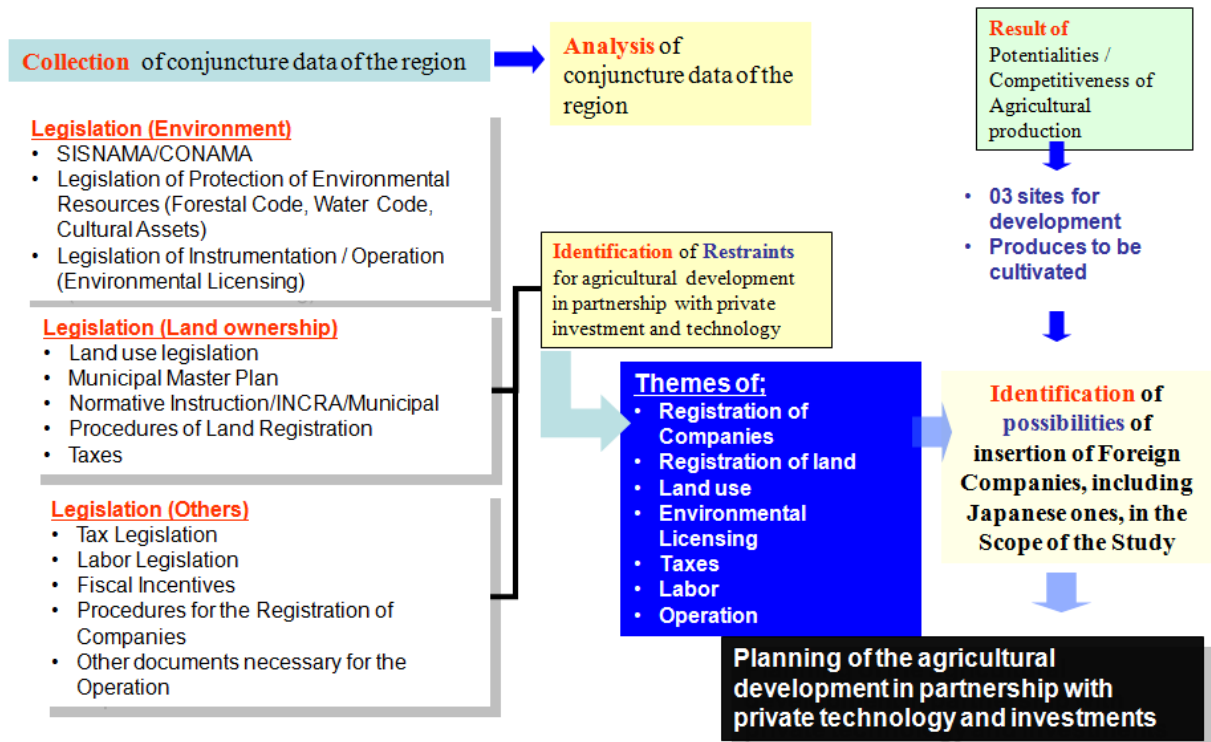 Collection of conjuncture data of the region
Analysis of
conjuncture data of the
region
Result of
Potentialities /
Competitiveness of
Agricultural
production
Legislation (Environment)
• SISNAMA/CONAMA
• Legislation of Protection of Environmental
Resources (Forestal Code, Water Code,
Cultural Assets)
• Legislation of Instrumentation / Operation
(Environmental Licensing)
Legislation (Land ownership)
• Land use legislation
• Municipal Master Plan
• Normative Instruction/INCRA/Municipal
• Procedures of Land Registration
• Taxes
Legislation (Others)
• Tax Legislation
• Labor Legislation
• Fiscal Incentives
• Procedures for the Registration of
Companies
• Other documents necessary for the
Operation
Identification of Restraints
for agricultural development
in partnership with private
investment and technology
Themes of;
• Registration of
Companies
• Registration of land
• Land use
• Environmental
Licensing
• Taxes
• Labor
• Operation
• 03 sites for
development
• Produces to be
cultivated
Identification of
possibilities of
insertion of Foreign
Companies, including
Japanese ones, in the
Scope of the Study
Planning of the agricultural
development in partnership with
private technology and investments